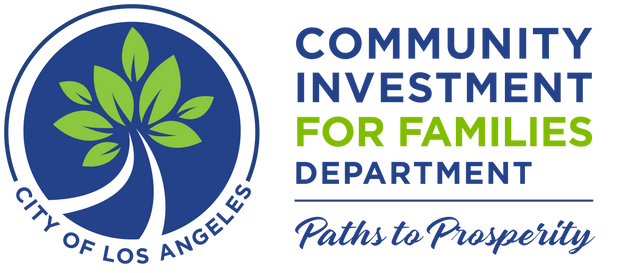 CITY OF LOS ANGELES
COMMUNITY
INVESTMENT
FOR FAMILIES
DEPARTMENT
Paths to Prosperity